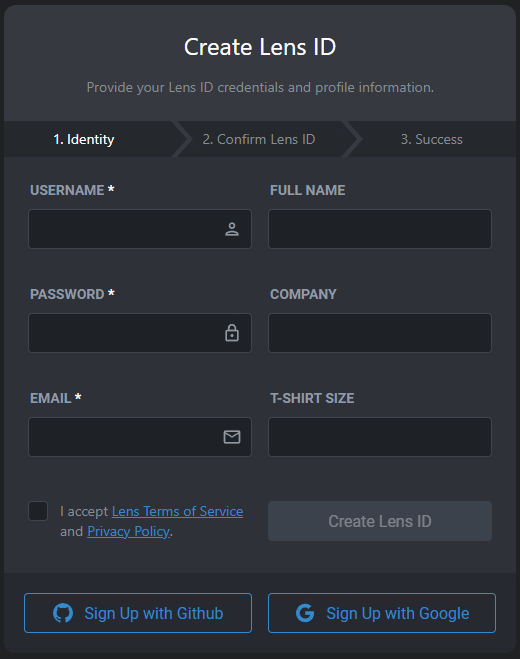 Create Lens ID
Provide your Lens ID credentials and profile information.
1. Identity
2. Confirm Lens ID
3. Success
USERNAME *
FULL NAME
PASSWORD *
COMPANY
EMAIL *
T-SHIRT SIZE
I accept Lens Terms of Service
and Privacy Policy.
Create Lens ID
Sign Up with Github
Sign Up with Google